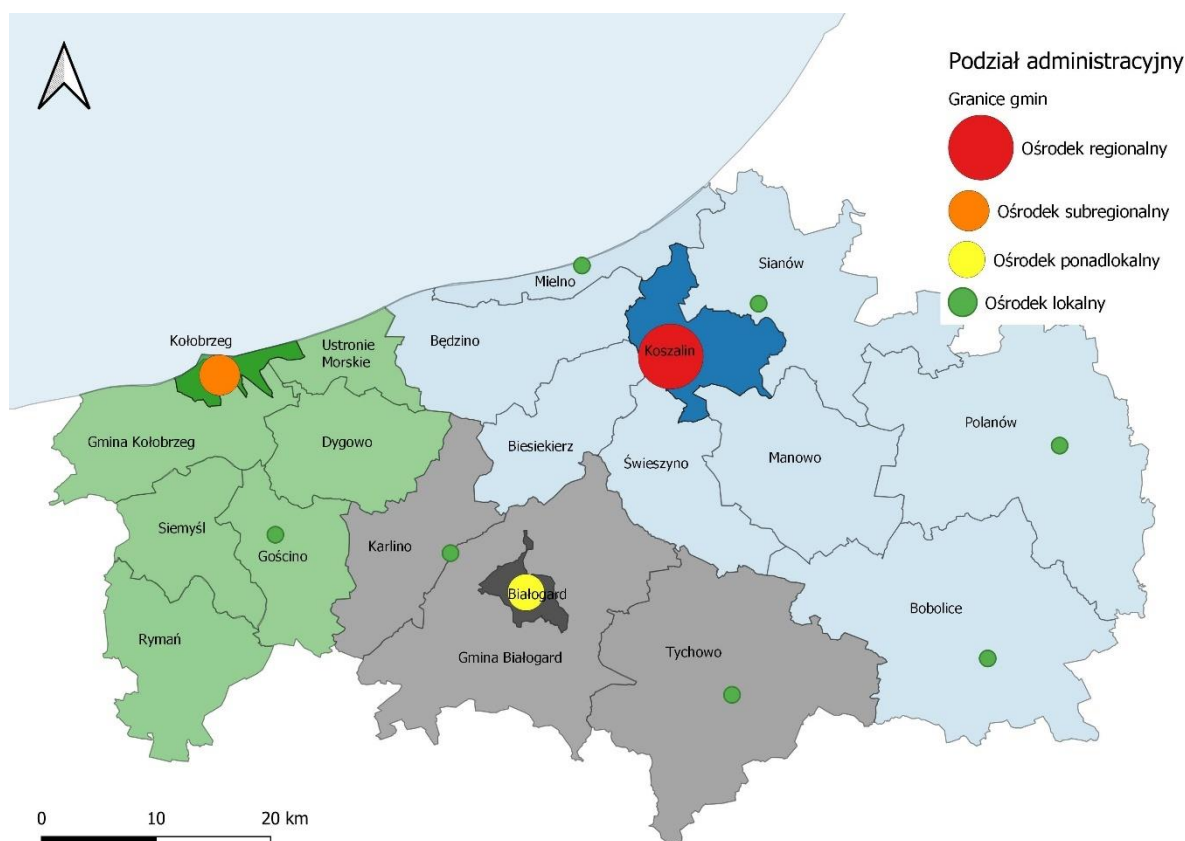 Podział administracyjny
Granice gmin
Ośrodek regionalny
Ośrodek subregionalny
Ośrodek ponadlokalny
Ośrodek lokalny
Sianów
Mielno
Kołobrzeg
Ustronie
Morskie
Będzino
Koszalin
Polanów
Gmina Kołobrzeg
Dygowo
Biesiekierz
Świeszyno
Manowo
Siemyśl
Gościno
Karlino
Białogard
Bobolice
Rymań
Gmina Białogard
Tychowo
0 10 20 km